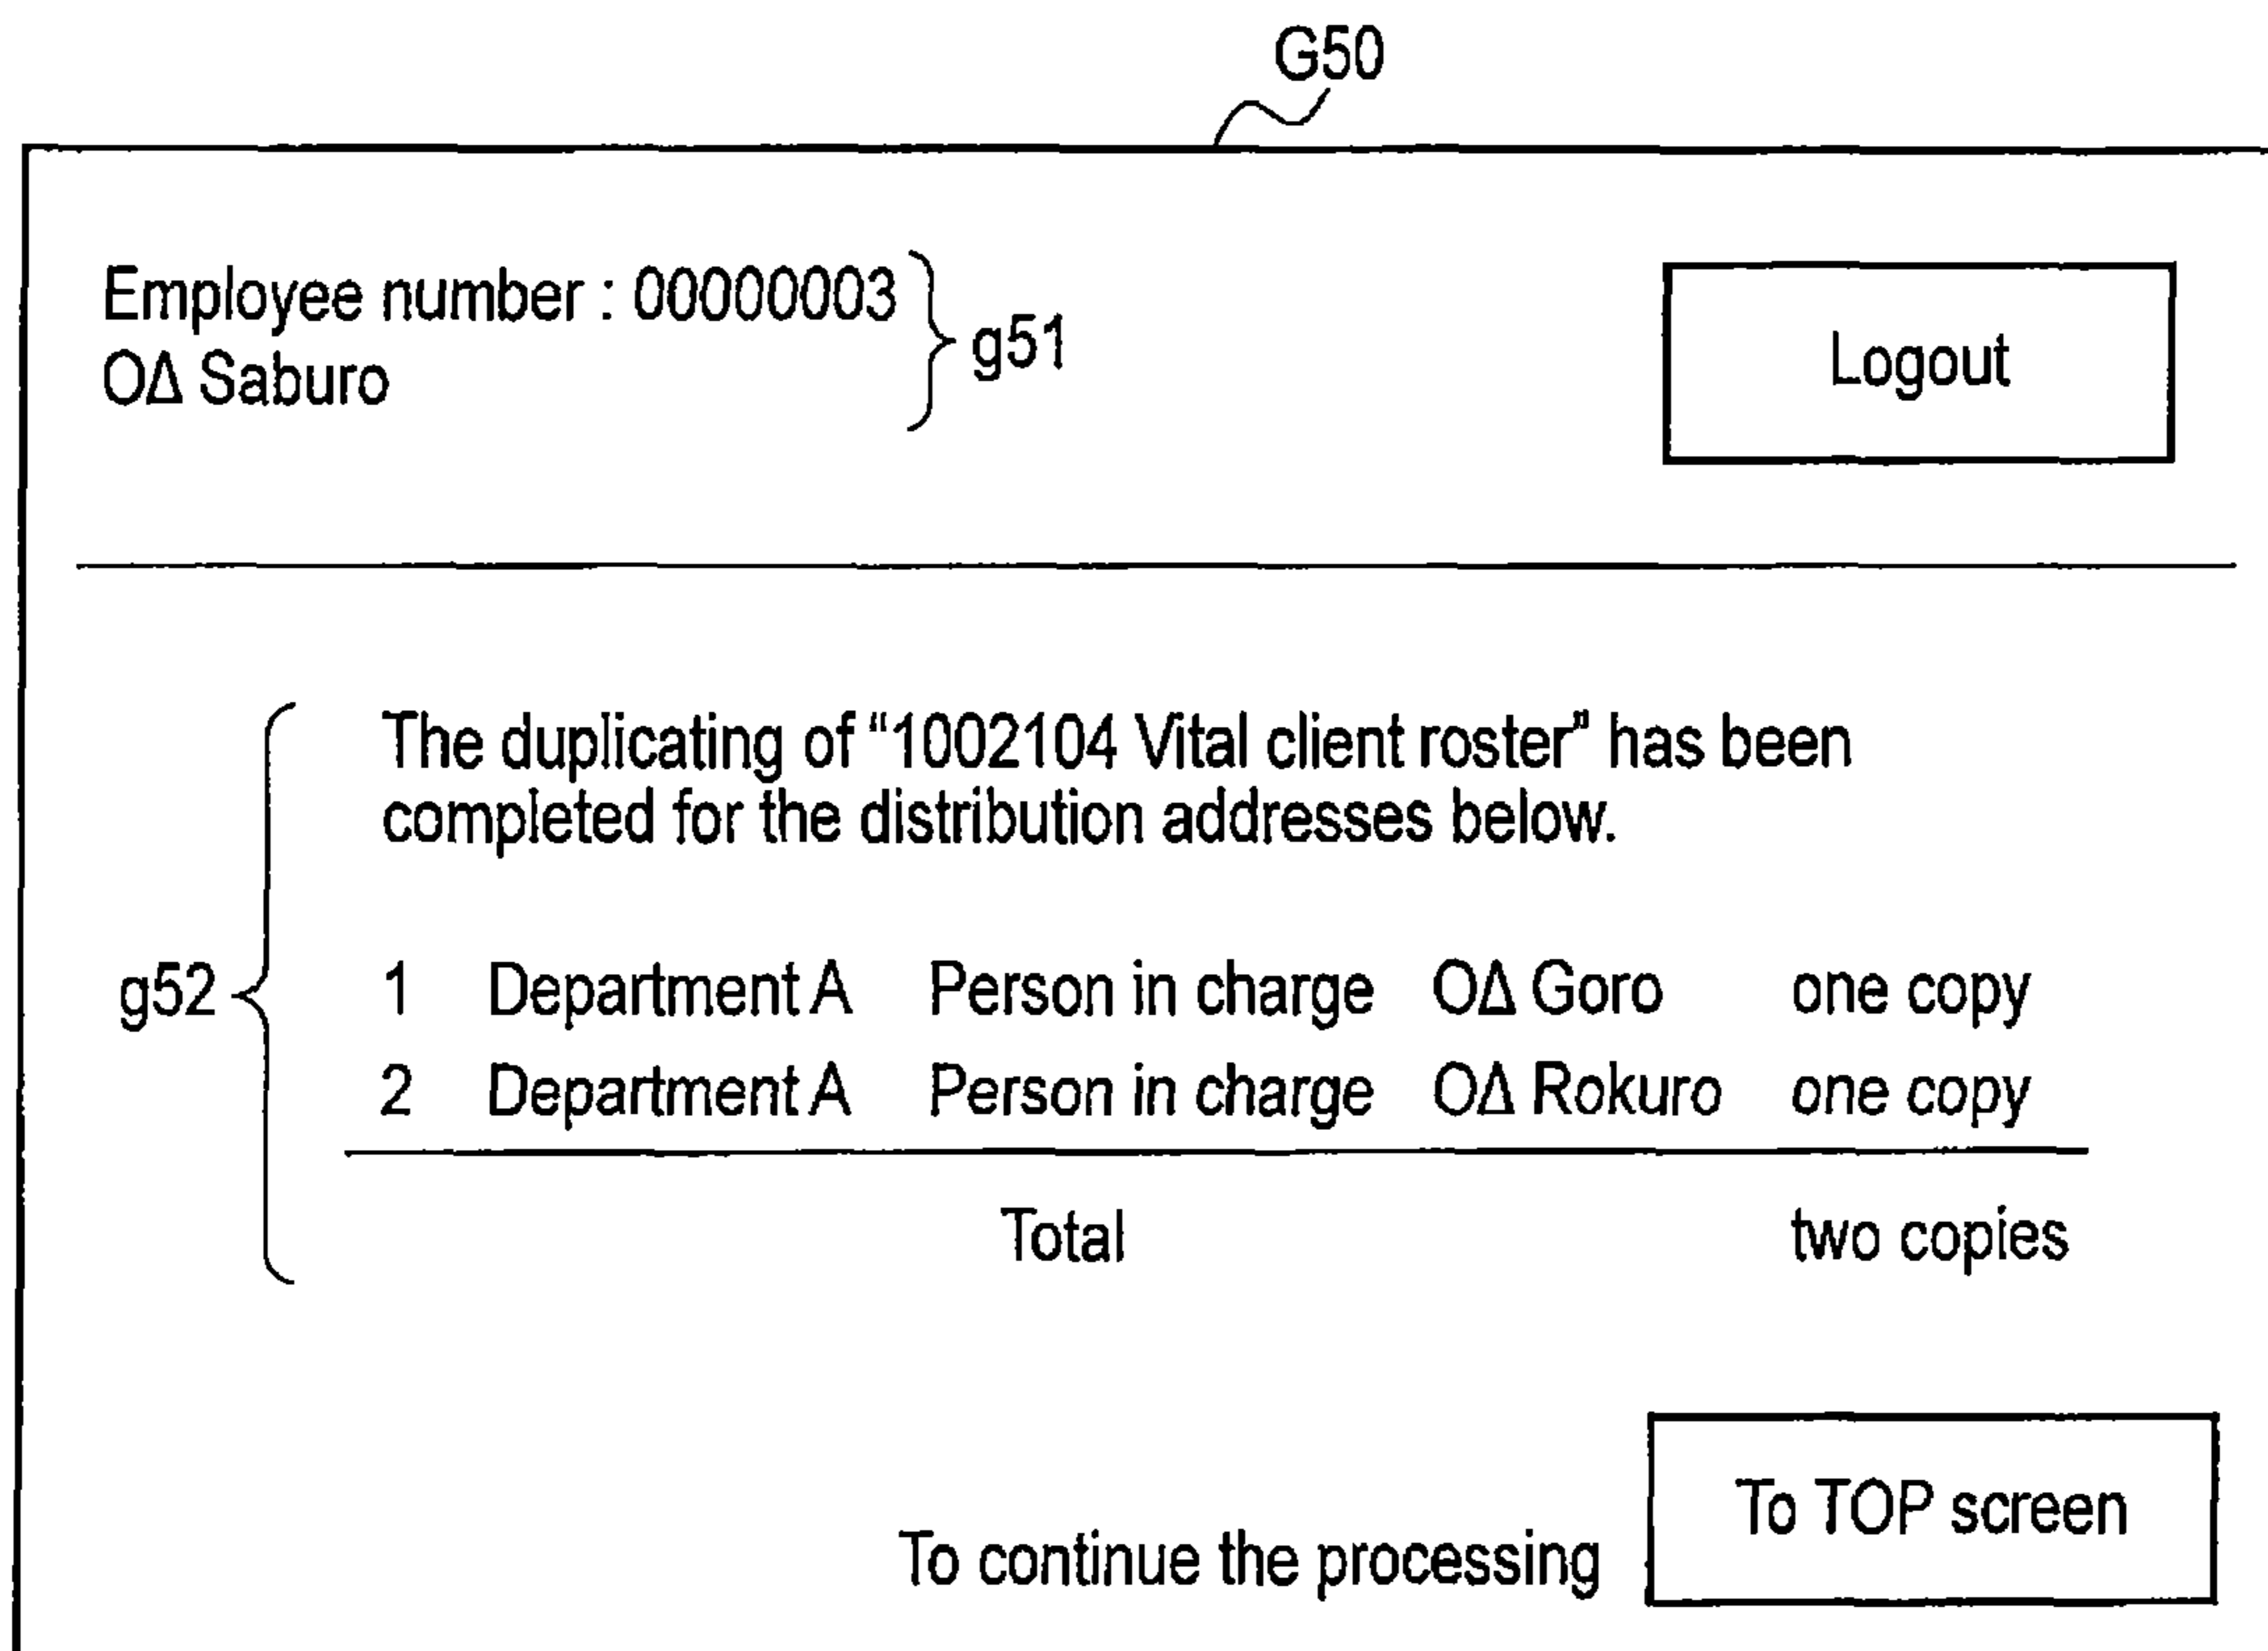 G50
Employee number : 00000003
OΔ Saburo
g51
Logout
The duplicating of “1002104 Vital client roster” has been
completed for the distribution addresses below.
g52
1 Department A Person in charge OΔ Goro one copy
2 Department A Person in charge OΔ Rokuro one copy
Total two copies
To TOP screen
To continue the processing